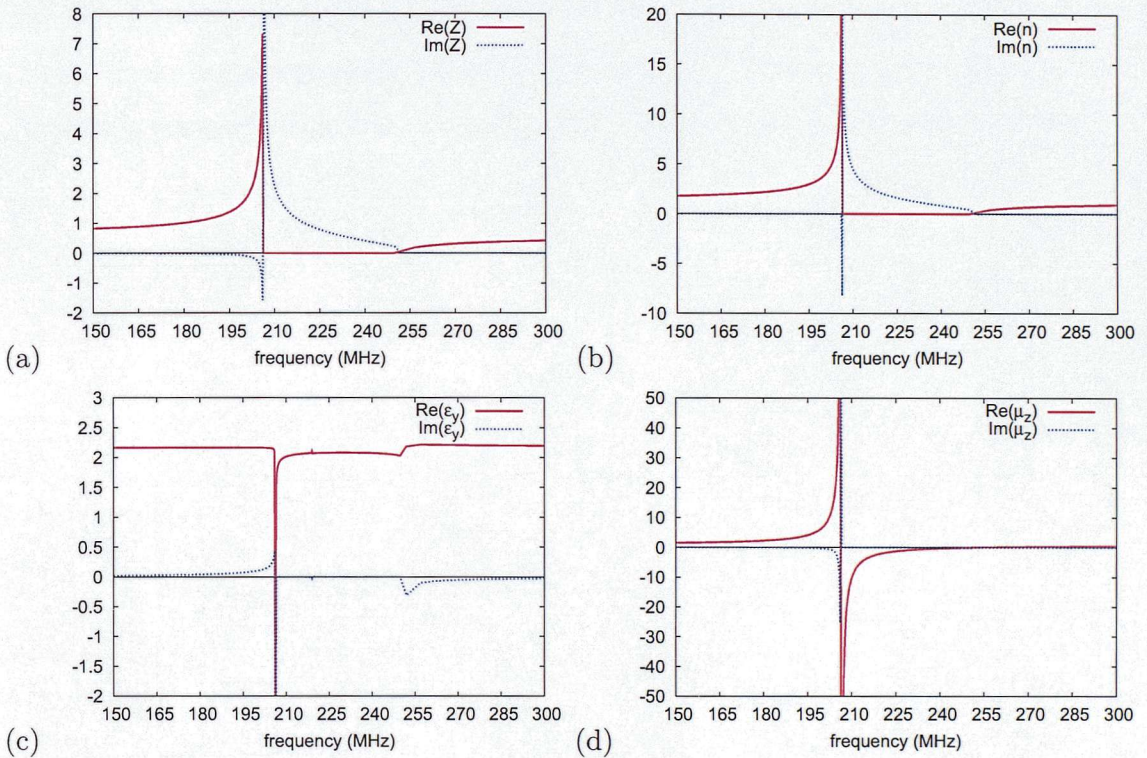 8
7
6
5
4
3
2
1
0
-1
-2
Re(Z)
Im(Z)
150 165 180 195 210 225 240 255 270 285 300
frequency (MHz)
(a)
20
15
10
5
0
-5
-10
Re(n)
Im(n)
150 165 180 195 210 225 240 255 270 285 300
frequency (MHz)
(b)
3
2.5
2
1.5
1
0.5
0
-0.5
-1
-1.5
-2
Re(εy)
Im(εy)
150 165 180 195 210 225 240 255 270 285 300
frequency (MHz)
(c)
50
40
30
20
10
0
-10
-20
-30
-40
-50
Re(μz)
Im(μz)
150 165 180 195 210 225 240 255 270 285 300
frequency (MHz)
(d)